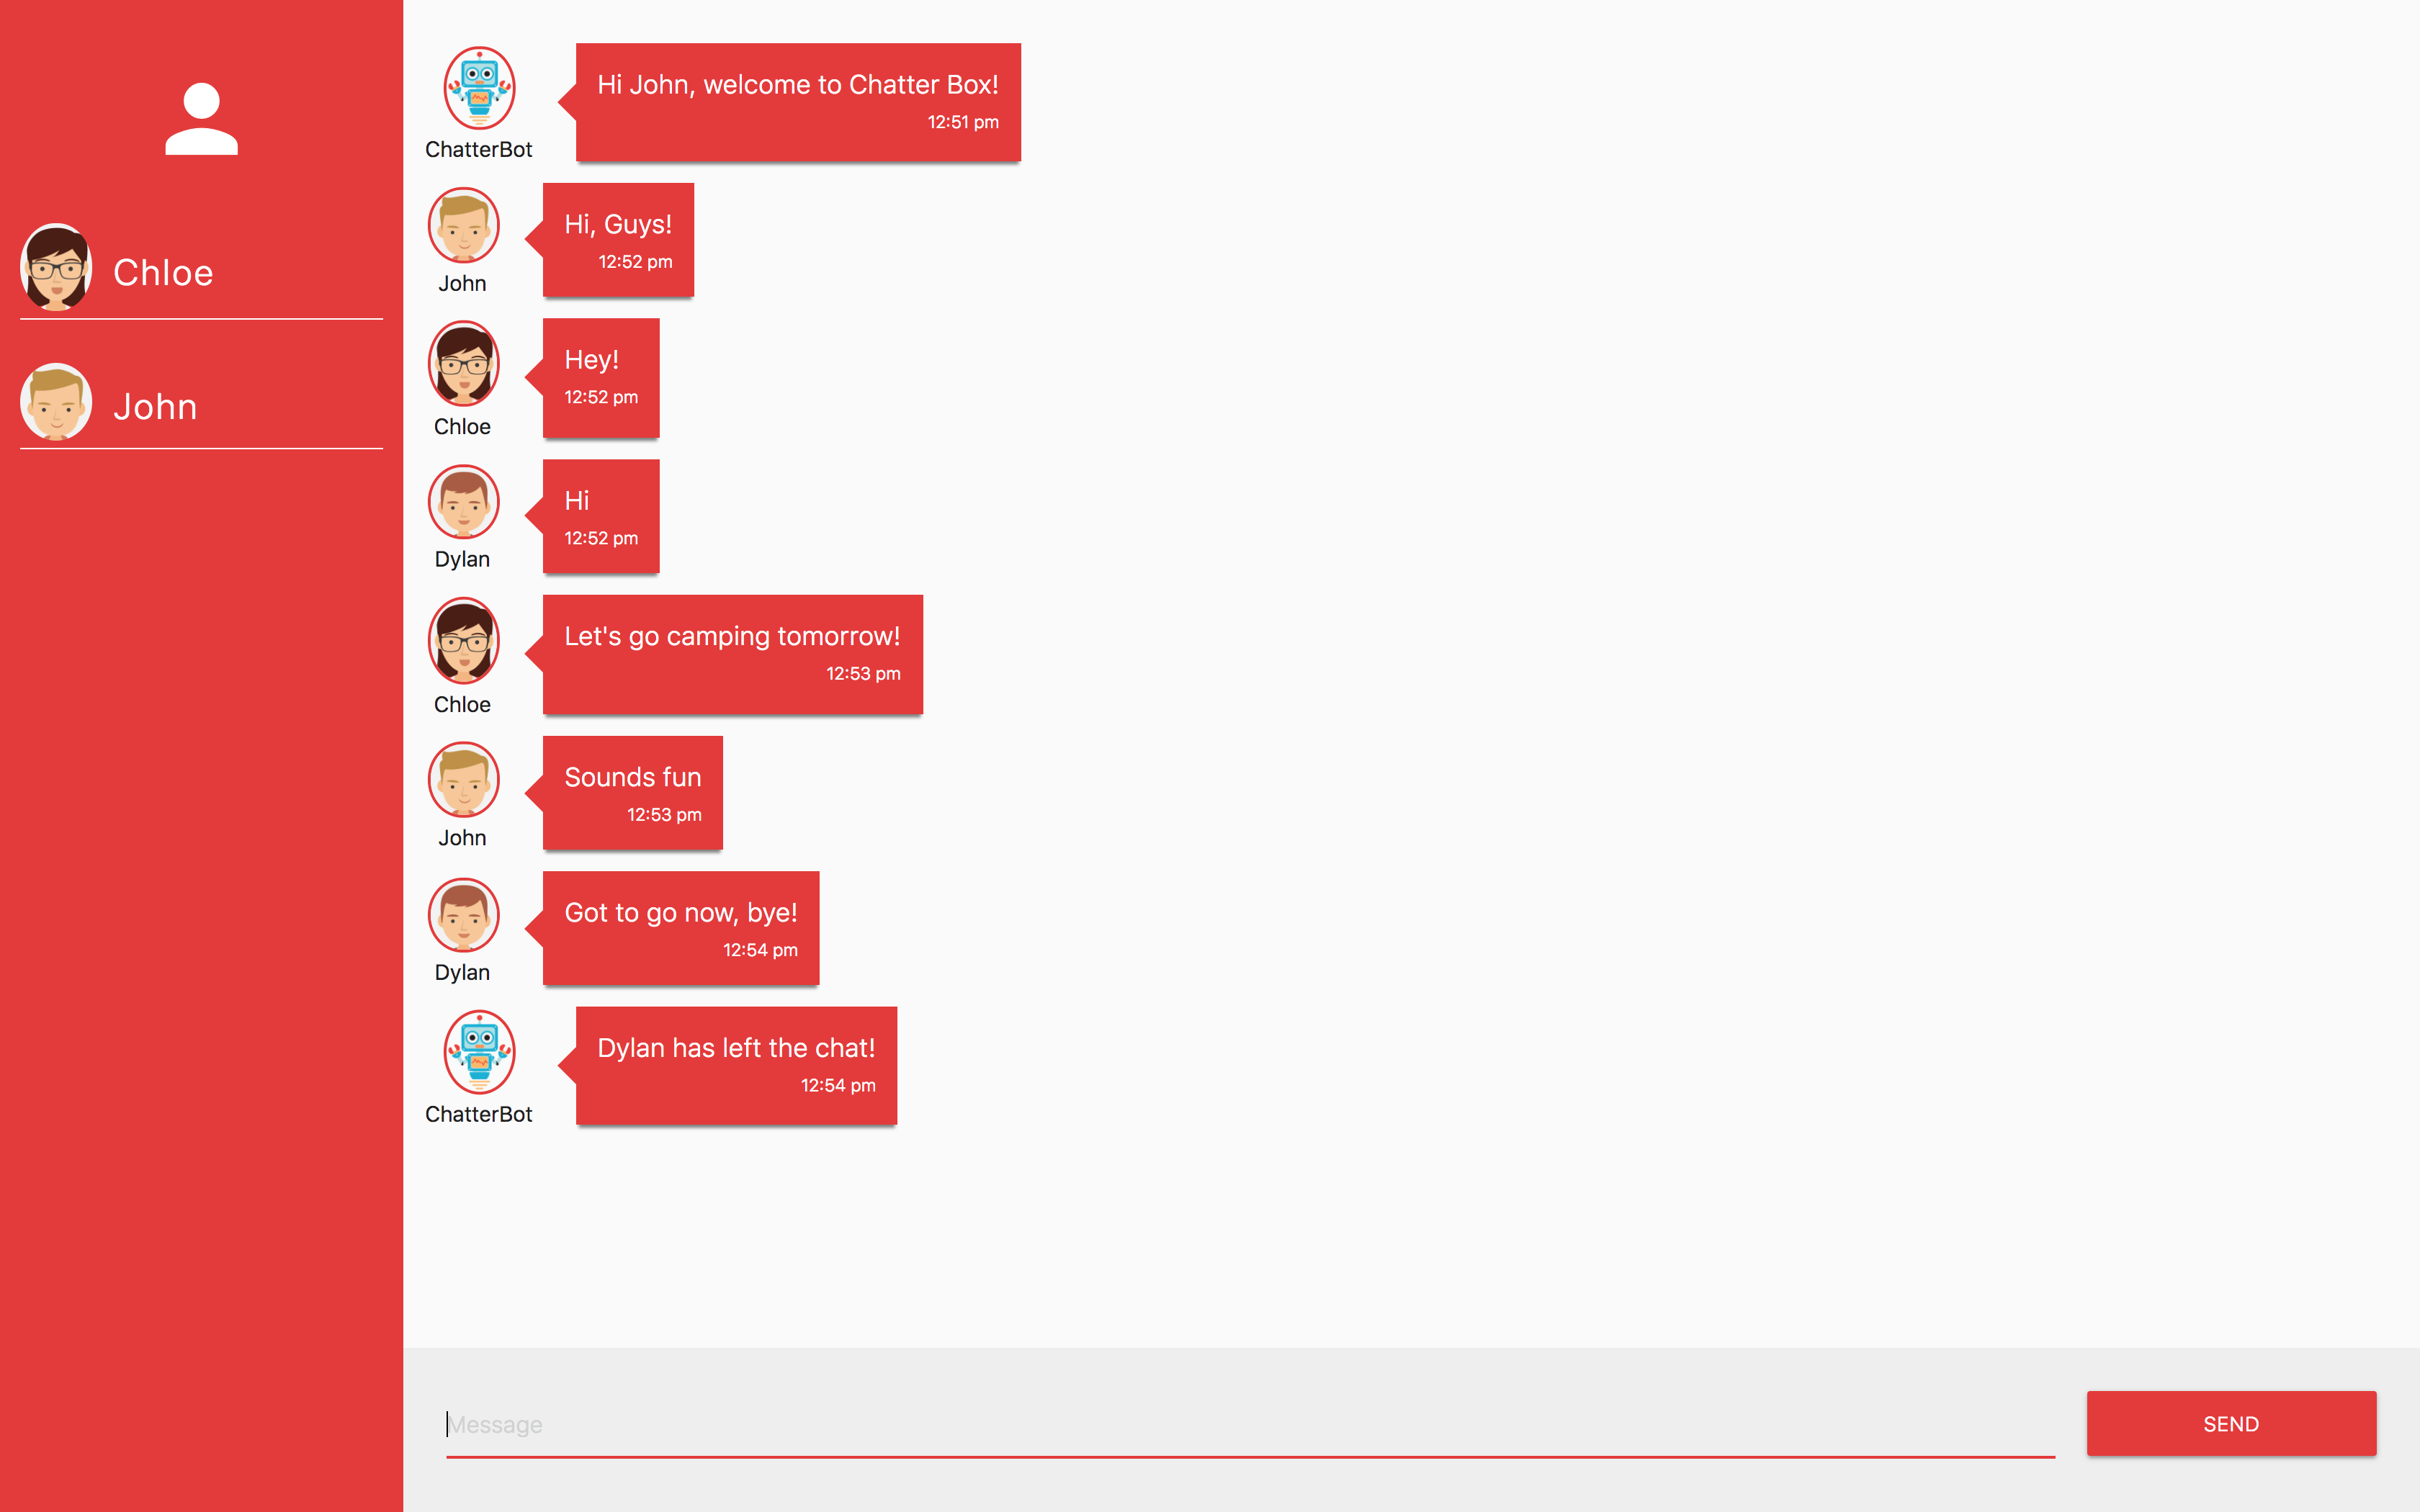 Chloe
John
Hi John, welcome to Chatter Box!
12:51 pm
ChatterBot
Hi, Guys!
12:52 pm
John
Hey!
12:52 pm
Chloe
Hi
12:52 pm
Dylan
Let's go camping tomorrow!
12:53 pm
Chloe
Sounds fun
12:53 pm
John
Got to go now, bye!
12:54 pm
Dylan
Dylan has left the chat!
12:54 pm
ChatterBot
Message
SEND